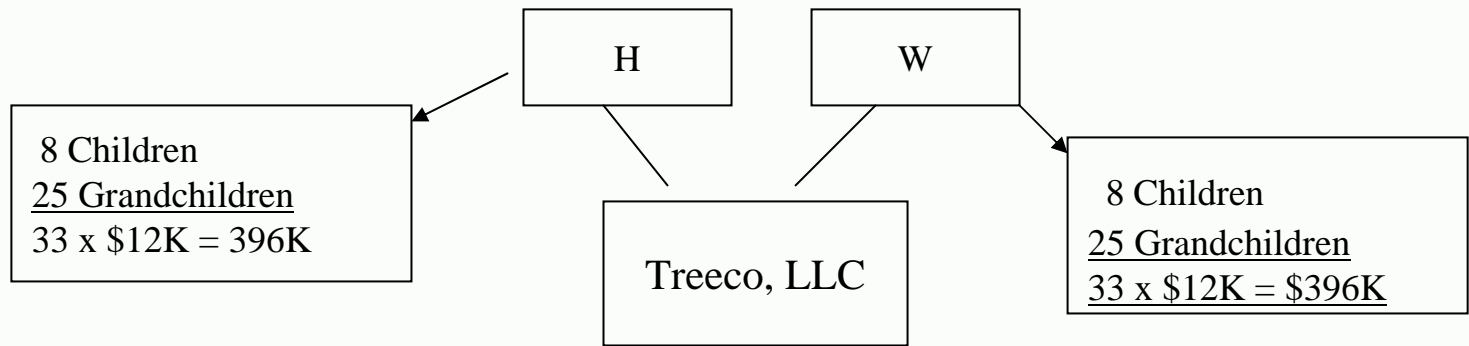 H
W
8 Children
25 Grandchildren
33 x $12K = 396K
8 Children
25 Grandchildren
33 x $12K = $396K
Treeco, LLC